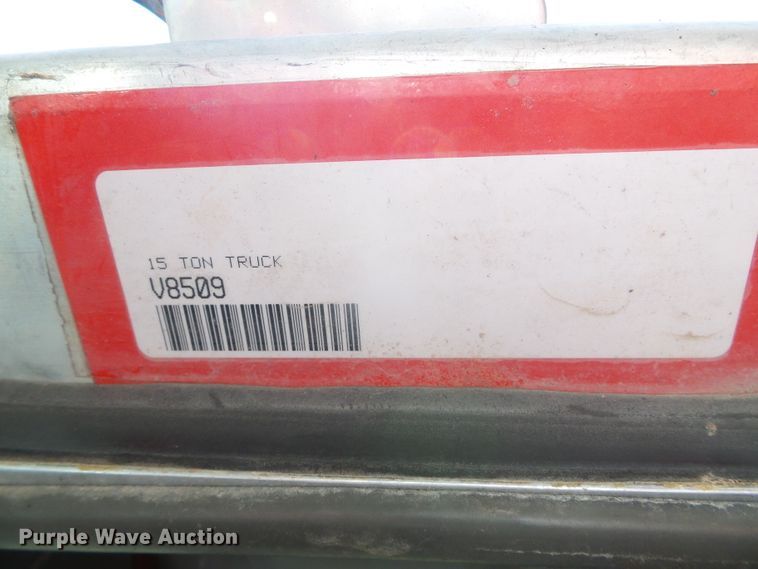 15 TON TRUCK
V8509
Purple Wave Auction